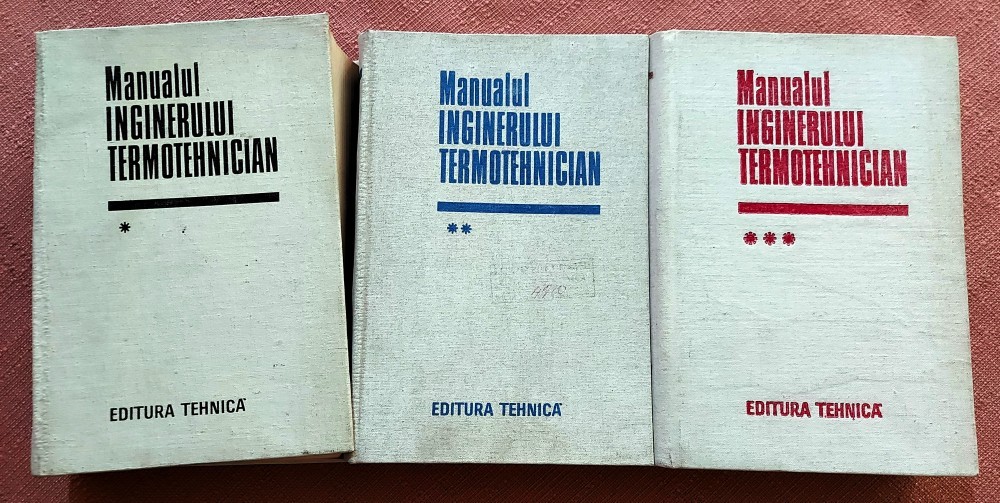 Manualul
INGINERULUI
TERMOTEHNICIAN
*
EDITURA TEHNICĂ
Manualul
INGINERULUI
TERMOTEHNICIAN
**
EDITURA TEHNICĂ
Manualul
INGINERULUI
TERMOTEHNICIAN
***
EDITURA TEHNICĂ